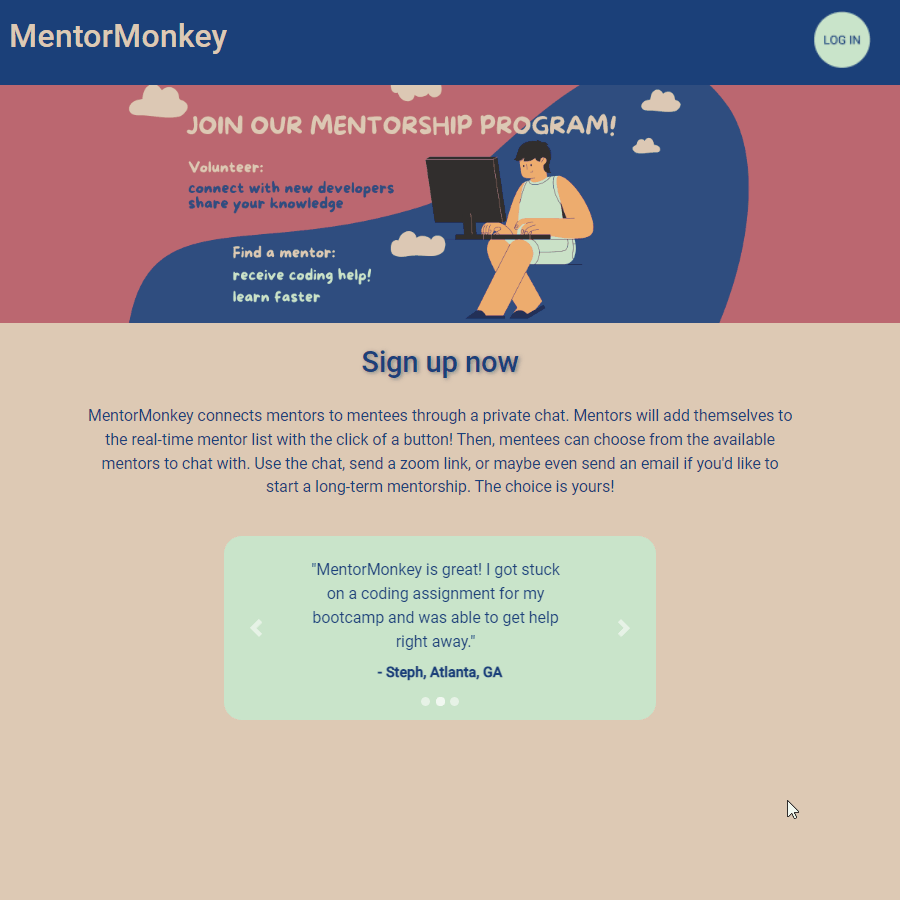 MentorMonkey
LOG IN
JOIN OUR MENTORSHIP PROGRAM!
Volunteer:
connect with new developers
share your knowledge
Find a mentor:
receive coding help!
learn faster
Sign up now
MentorMonkey connects mentors to mentees through a private chat. Mentors will add themselves to
the real-time mentor list with the click of a button! Then, mentees can choose from the available
mentors to chat with. Use the chat, send a zoom link, or maybe even send an email if you'd like to
start a long-term mentorship. The choice is yours!
"MentorMonkey is great! I got stuck
on a coding assignment for my
bootcamp and was able to get help
right away."
- Steph, Atlanta, GA